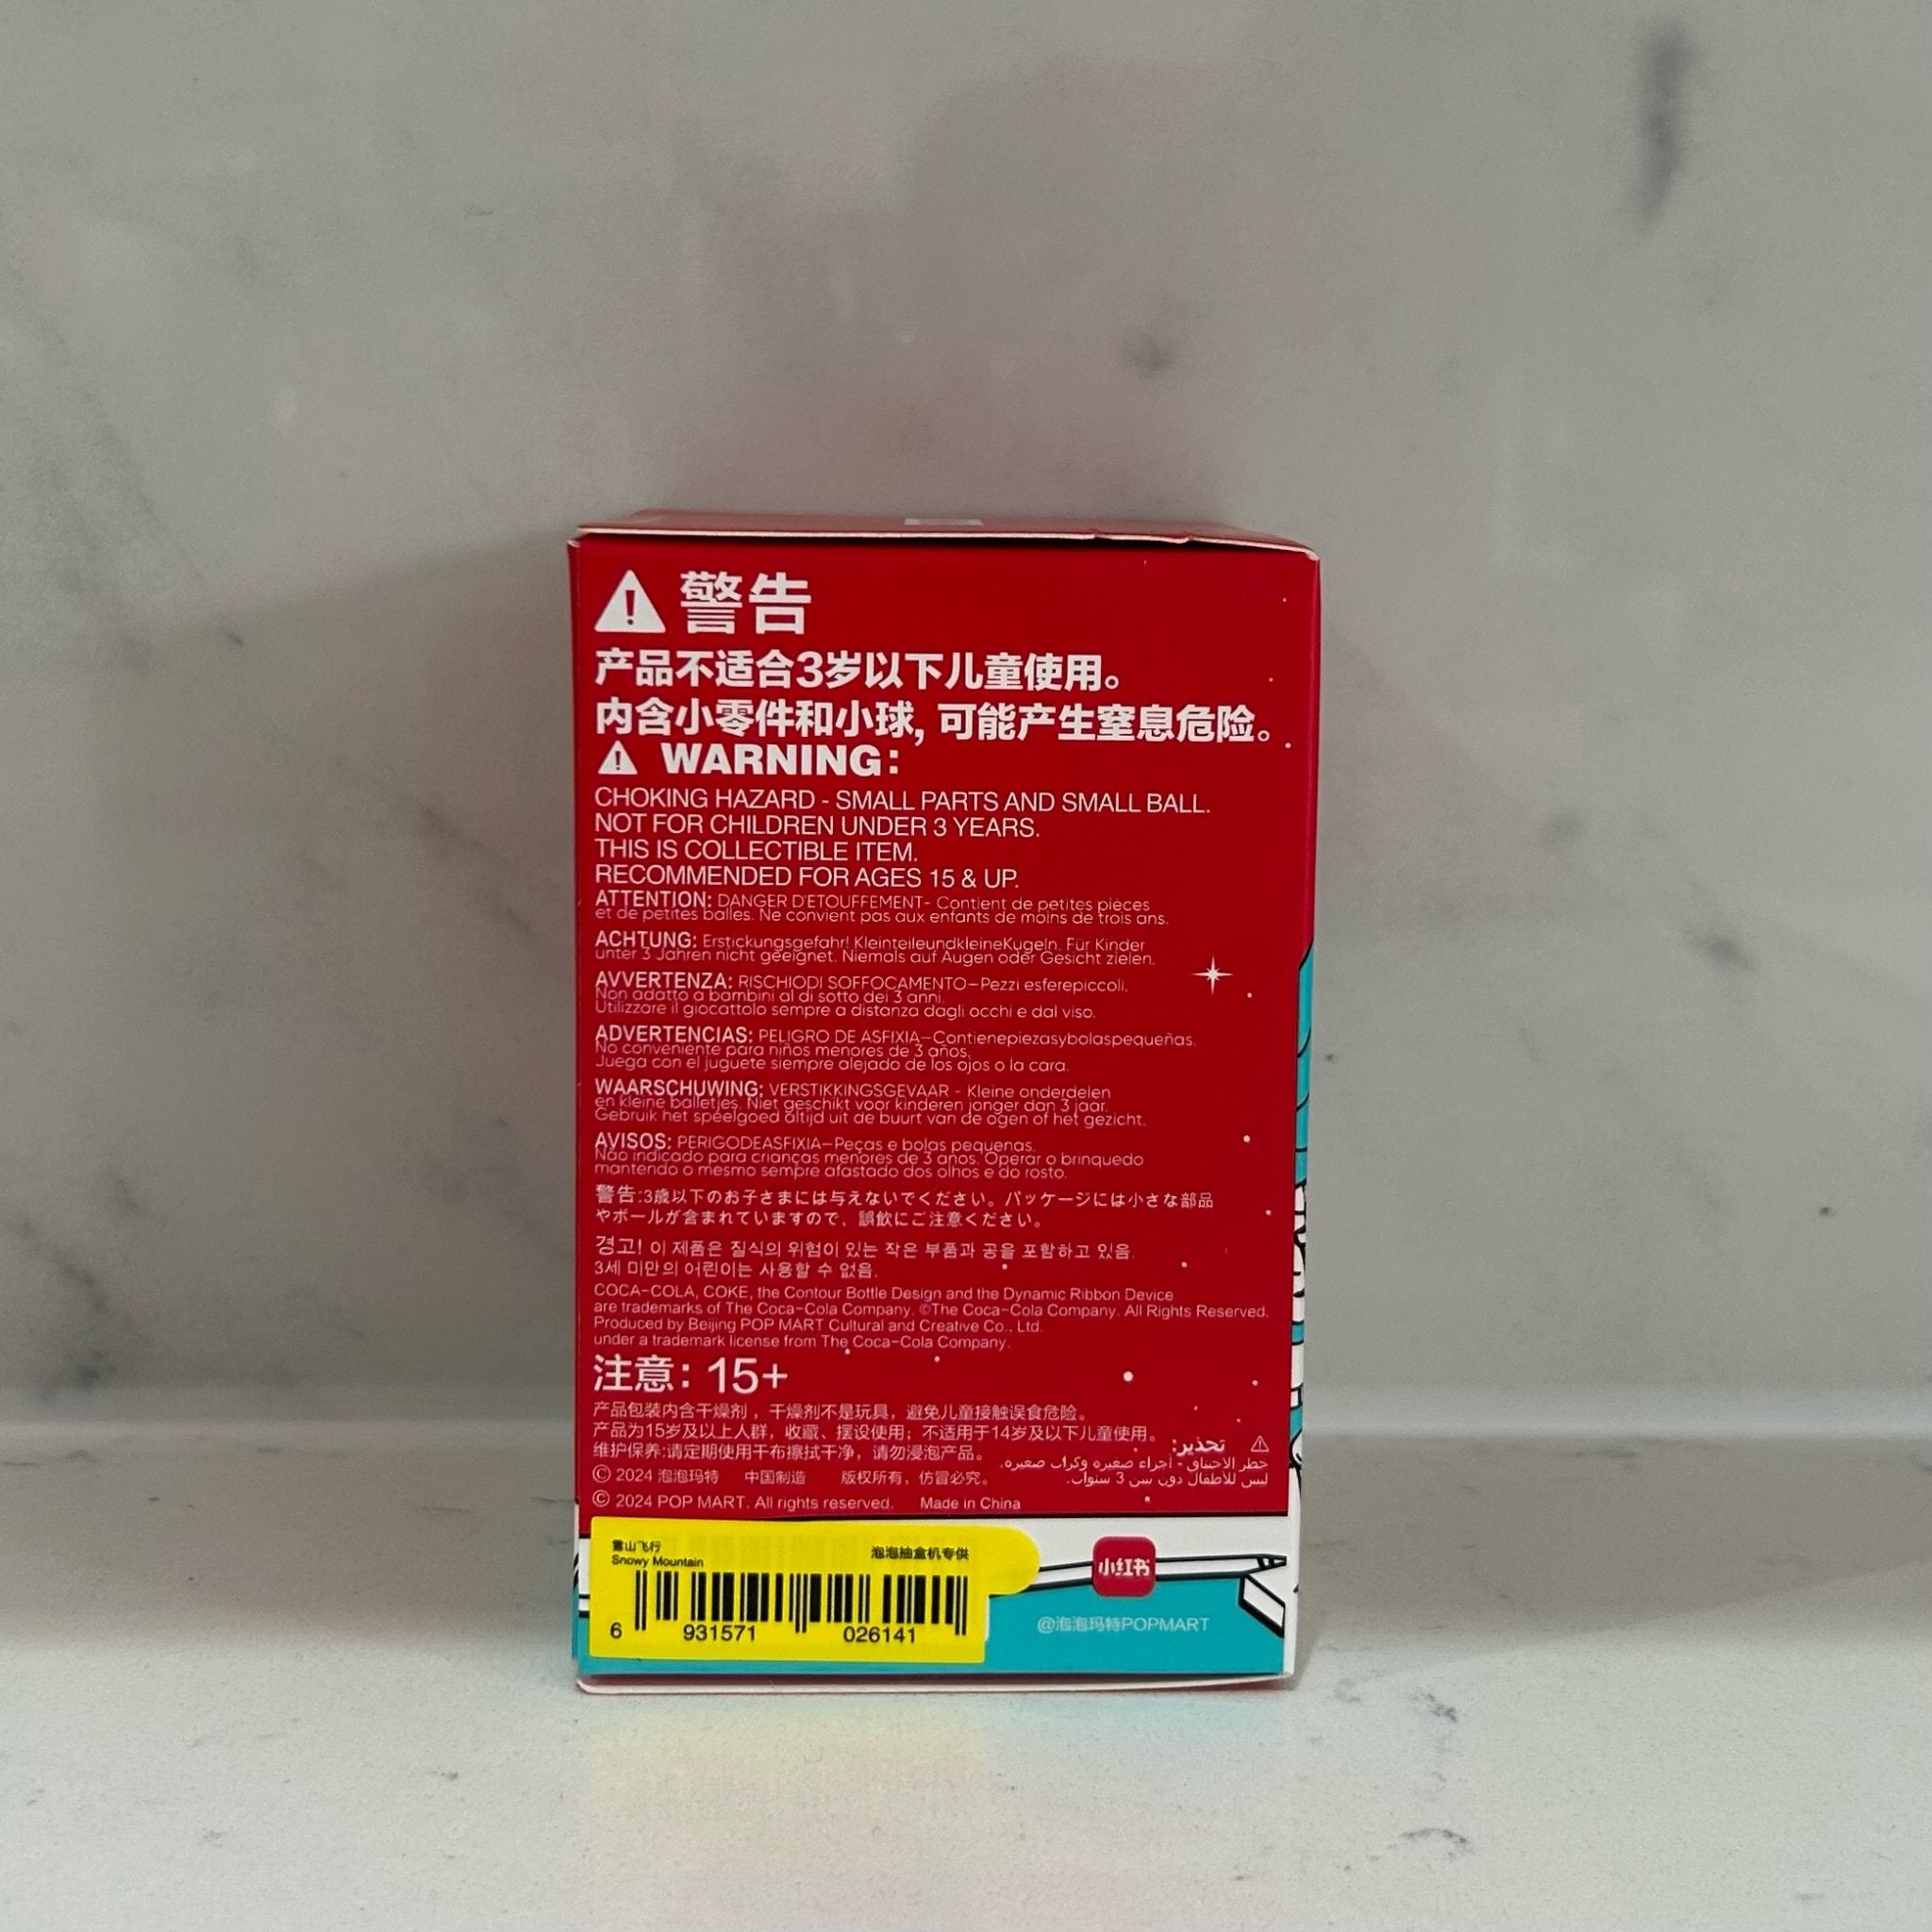 警告
产品不适合3岁以下儿童使用。
内含小零件和小球, 可能产生窒息危险。
WARNING:
CHOKING HAZARD - SMALL PARTS AND SMALL BALL.
NOT FOR CHILDREN UNDER 3 YEARS.
THIS IS COLLECTIBLE ITEM.
RECOMMENDED FOR AGES 15 & UP.
ATTENTION: DANGER D'ETOUFFEMENT- Contient de petites pièces
et de petites balles. Ne convient pas aux enfants de moins de trois ans.
ACHTUNG: Erstickungsgefahr! KleinteileundkleineKugeln. Für Kinder
unter 3 Jahren nicht geeignet. Niemals auf Augen oder Gesicht zielen.
AVVERTENZA: RISCHIODI SOFFOCAMENTO–Pezzi esferepiccoli.
Non adatto a bambini al di sotto dei 3 anni.
Utilizzare il giocattolo sempre a distanza dagli occhi e dal viso.
ADVERTENCIAS: PELIGRO DE ASFIXIA–Contienepiezasybolaspequeñas.
No conveniente para niños menores de 3 años.
Juega con el juguete siempre alejado de los ojos o la cara.
WAARSCHUWING: VERSTIKKINGSGEVAAR - Kleine onderdelen
en kleine balletjes. Niet geschikt voor kinderen jonger dan 3 jaar.
Gebruik het speelgoed altijd uit de buurt van de ogen of het gezicht.
AVISOS: PERIGODEASFIXIA–Peças e bolas pequenas.
Não indicado para crianças menores de 3 anos. Operar o brinquedo
mantendo o mesmo sempre afastado dos olhos e do rosto.
警告:3歳以下のお子さまには与えないでください。パッケージには小さな部品
やボールが含まれていますので、誤飲にご注意ください。
경고! 이 제품은 질식의 위험이 있는 작은 부품과 공을 포함하고 있음.
3세 미만의 어린이는 사용할 수 없음.
COCA-COLA, COKE, the Contour Bottle Design and the Dynamic Ribbon Device
are trademarks of The Coca-Cola Company. ©The Coca-Cola Company. All Rights Reserved.
Produced by Beijing POP MART Cultural and Creative Co., Ltd.
under a trademark license from The Coca-Cola Company.
注意: 15+
产品包装内含干燥剂，干燥剂不是玩具，避免儿童接触误食危险。
产品为15岁及以上人群，收藏、摆设使用；不适用于14岁及以下儿童使用。
维护保养:请定期使用干布擦拭干净，请勿浸泡产品。
تحذير:
خطر الاختناق - أجزاء صغيرة وكرات صغيرة.
ليس للأطفال دون سن 3 سنوات.
© 2024 泡泡玛特 中国制造 版权所有，仿冒必究。
© 2024 POP MART. All rights reserved. Made in China
雪山飞行
Snowy Mountain
泡泡抽盒机专供
6 931571 026141
小红书
@泡泡玛特POPMART